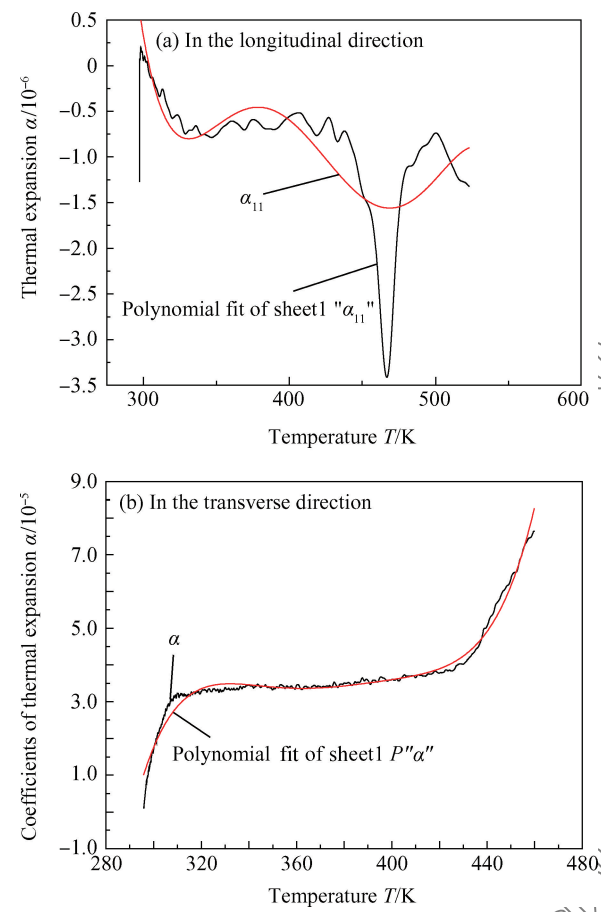 0.5
(a) In the longitudinal direction
0
−0.5
−1.0
−1.5
−2.0
−2.5
−3.0
−3.5
Thermal expansion α/10⁻⁶
α₁₁
Polynomial fit of sheet1 "α₁₁"
300 400 500 600
Temperature T/K
9.0
(b) In the transverse direction
7.0
5.0
3.0
1.0
−1.0
Coefficients of thermal expansion α/10⁻⁵
α
Polynomial fit of sheet1 P"α"
280 320 360 400 440 480
Temperature T/K